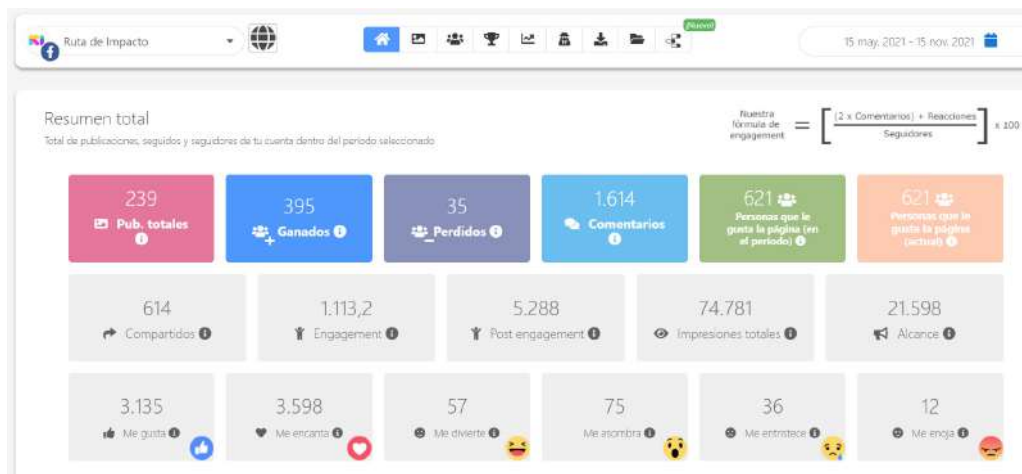 ¡Nuevo!
Ruta de Impacto
15 may. 2021 - 15 nov. 2021
Resumen total
Total de publicaciones, seguidos y seguidores de tu cuenta dentro del periodo seleccionado
Nuestra
fórmula de
engagement
=
(2 x Comentarios) + Reacciones
Seguidores
x 100
239
Pub. totales
395
Ganados
35
Perdidos
1.614
Comentarios
621
Personas que le
gusta la página (en
el periodo)
621
Personas que le
gusta la página
(actual)
614
Compartidos
1.113,2
Engagement
5.288
Post engagement
74.781
Impresiones totales
21.598
Alcance
3.135
Me gusta
3.598
Me encanta
57
Me divierte
75
Me asombra
36
Me entristece
12
Me enoja